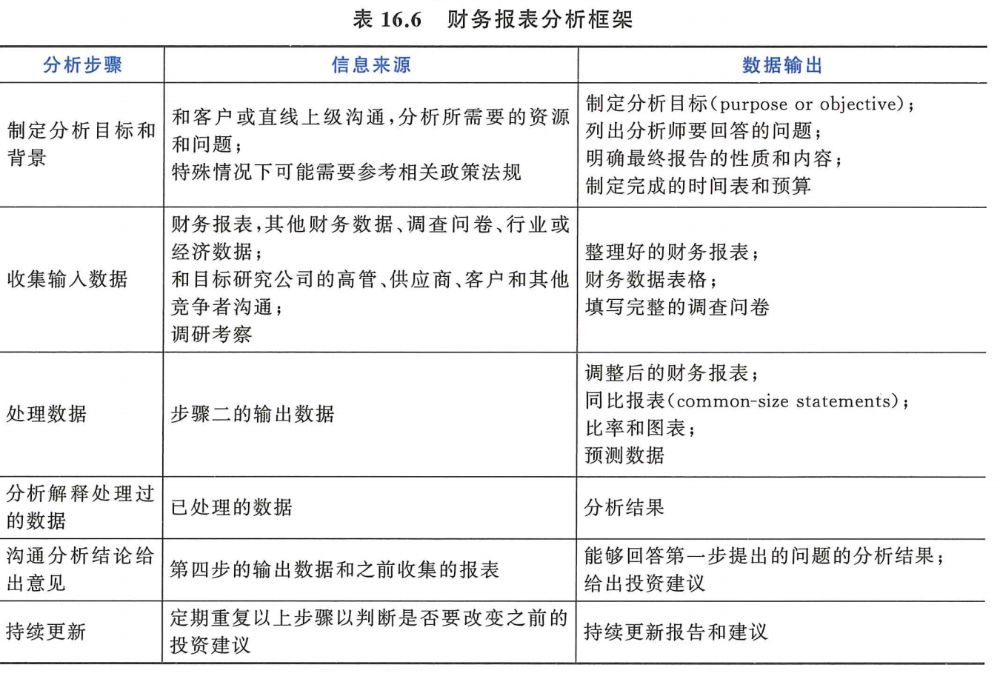 表 16.6 财务报表分析框架
分析步骤
信息来源
数据输出
制定分析目标和
背景
和客户或直线上级沟通,分析所需要的资源
和问题;
特殊情况下可能需要参考相关政策法规
制定分析目标(purpose or objective);
列出分析师要回答的问题;
明确最终报告的性质和内容;
制定完成的时间表和预算
收集输入数据
财务报表,其他财务数据、调查问卷、行业或
经济数据;
和目标研究公司的高管、供应商、客户和其他
竞争者沟通;
调研考察
整理好的财务报表;
财务数据表格;
填写完整的调查问卷
处理数据
步骤二的输出数据
调整后的财务报表;
同比报表(common-size statements);
比率和图表;
预测数据
分析解释处理过
的数据
已处理的数据
分析结果
沟通分析结论给
出意见
第四步的输出数据和之前收集的报表
能够回答第一步提出的问题的分析结果;
给出投资建议
持续更新
定期重复以上步骤以判断是否要改变之前的
投资建议
持续更新报告和建议